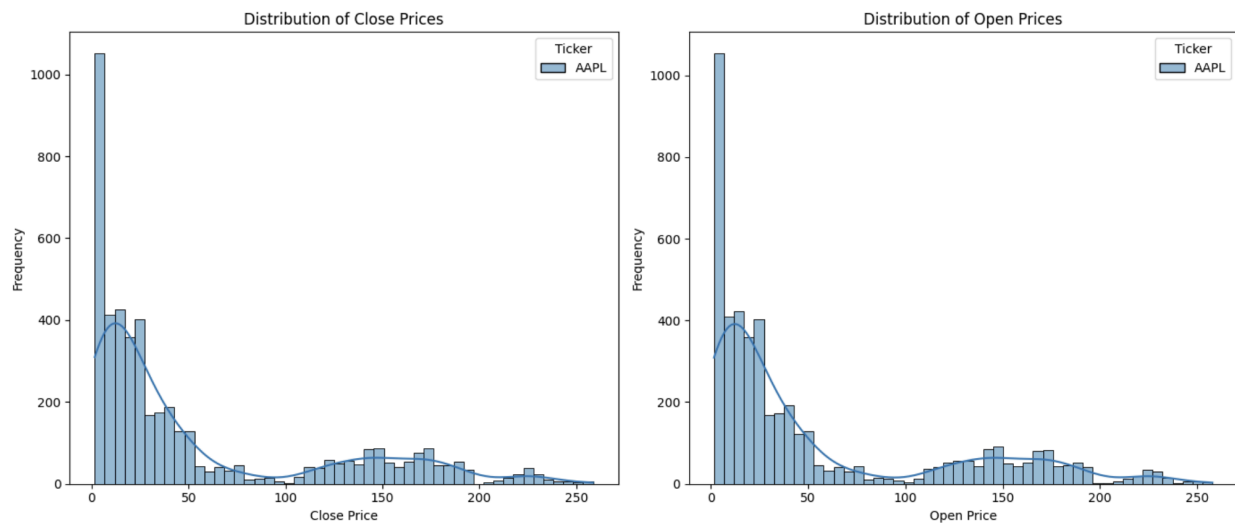 Distribution of Close Prices
Ticker
AAPL
1000
800
600
400
200
0
Frequency
0 50 100 150 200 250
Close Price
Distribution of Open Prices
Ticker
AAPL
1000
800
600
400
200
0
Frequency
0 50 100 150 200 250
Open Price